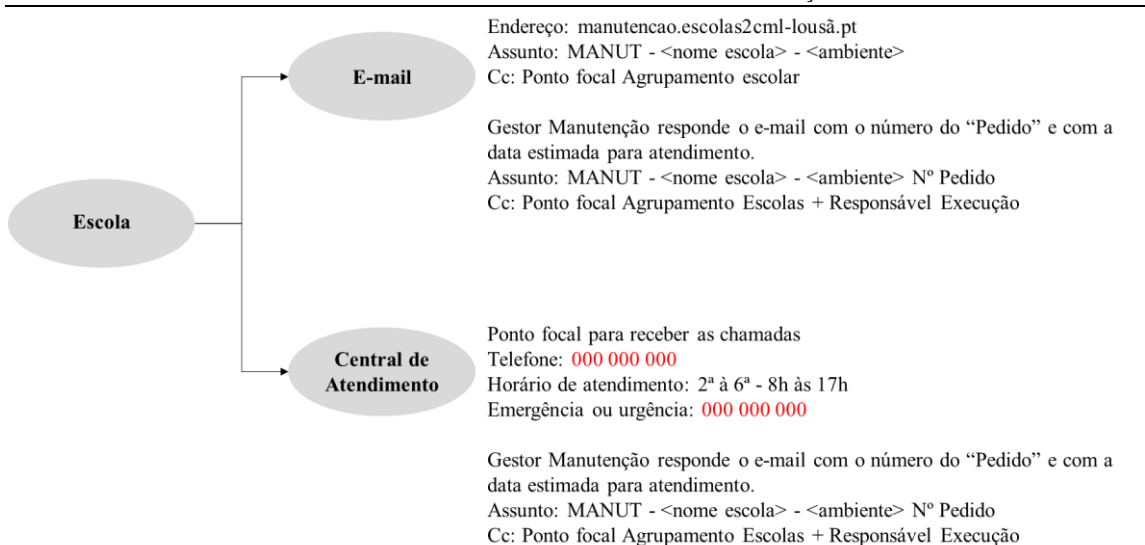 Endereço: manutencao.escolas2cml-lousã.pt
Assunto: MANUT - <nome escola> - <ambiente>
Cc: Ponto focal Agrupamento escolar
E-mail
Gestor Manutenção responde o e-mail com o número do “Pedido” e com a
data estimada para atendimento.
Assunto: MANUT - <nome escola> - <ambiente> Nº Pedido
Cc: Ponto focal Agrupamento Escolas + Responsável Execução
Escola
Central de
Atendimento
Ponto focal para receber as chamadas
Telefone: 000 000 000
Horário de atendimento: 2ª à 6ª - 8h às 17h
Emergência ou urgência: 000 000 000
Gestor Manutenção responde o e-mail com o número do “Pedido” e com a
data estimada para atendimento.
Assunto: MANUT - <nome escola> - <ambiente> Nº Pedido
Cc: Ponto focal Agrupamento Escolas + Responsável Execução